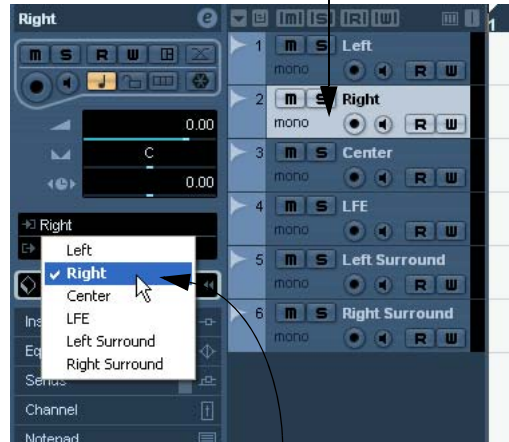 Right
m S R W
0.00
C
0.00
Right
Left
Right
Center
LFE
Left Surround
Right Surround
Ins
Eq
Sends
Channel
Notepad
[m] [S] [R] [W]
1
1 m S Left
mono R W
2 m S Right
mono R W
3 m S Center
mono R W
4 m S LFE
mono R W
5 m S Left Surround
mono R W
6 m S Right Surround
mono R W